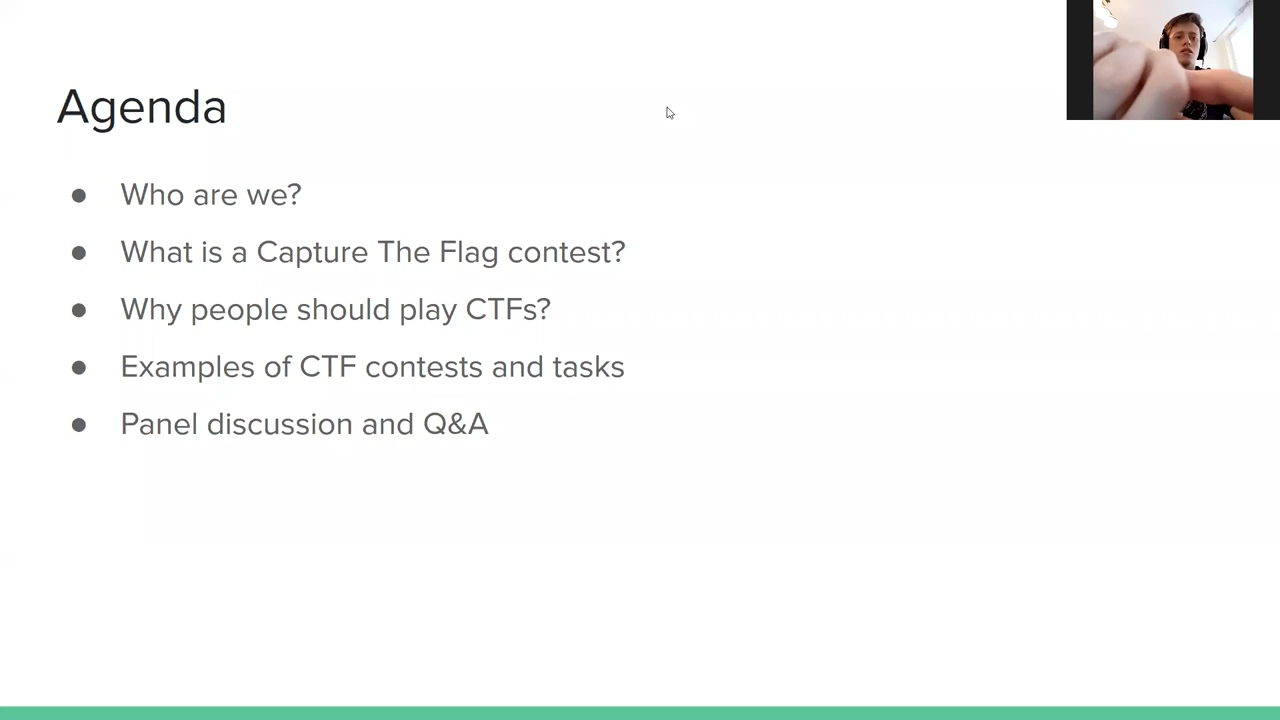 Agenda
● Who are we?
● What is a Capture The Flag contest?
● Why people should play CTFs?
● Examples of CTF contests and tasks
● Panel discussion and Q&A